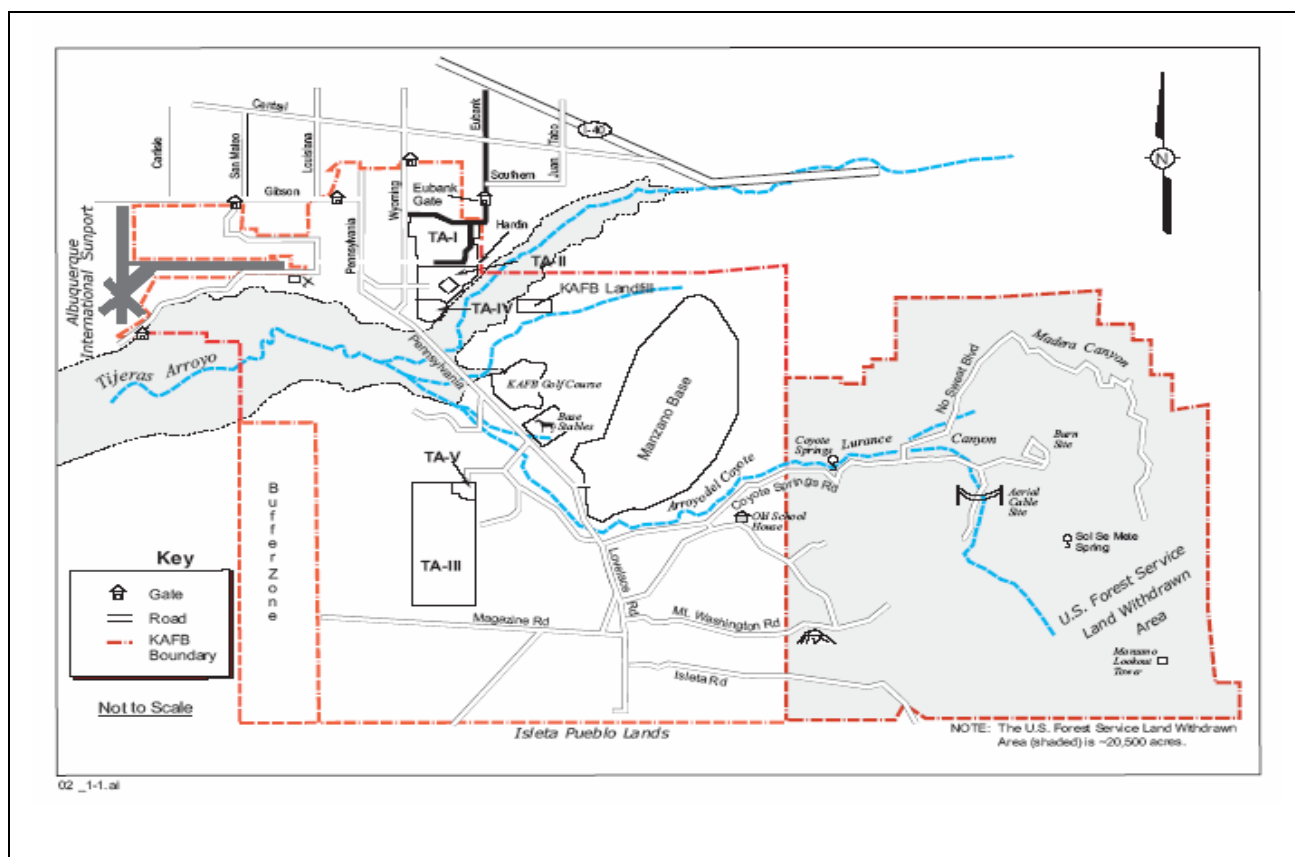 Central
I-40
Carlisle
San Mateo
Louisiana
Eubank
Juan Tabo
Southern
Gibson
Wyoming
Eubank
Gate
Pennsylvania
Hardin
TA-I
TA-II
TA-IV
KAFB Landfill
N
Albuquerque
International Sunport
Tijeras Arroyo
Pennsylvania
KAFB Golf Course
Base
Stables
Manzano Base
No Sweat Blvd
Madera Canyon
Coyote
Springs
Lurance
Canyon
Burn
Site
Aerial
Cable
Site
Arroyo del Coyote
Coyote Springs Rd
Old School
House
Sol Se Mete
Spring
TA-V
TA-III
Buffer Zone
Lovelace Rd
Magazine Rd
Mt. Washington Rd
Isleta Rd
U.S. Forest Service
Land Withdrawn
Area
Manzano
Lookout
Tower
Key
Gate
Road
KAFB
Boundary
Not to Scale
Isleta Pueblo Lands
NOTE: The U.S. Forest Service Land Withdrawn
Area (shaded) is ~20,500 acres.
02 _1-1.ai